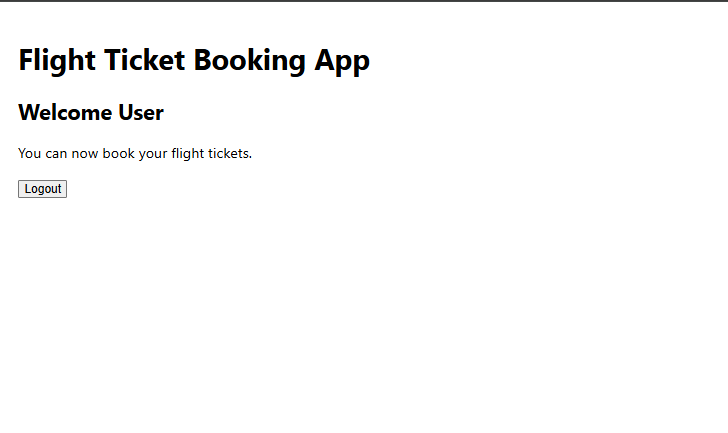 Flight Ticket Booking App
Welcome User
You can now book your flight tickets.
Logout